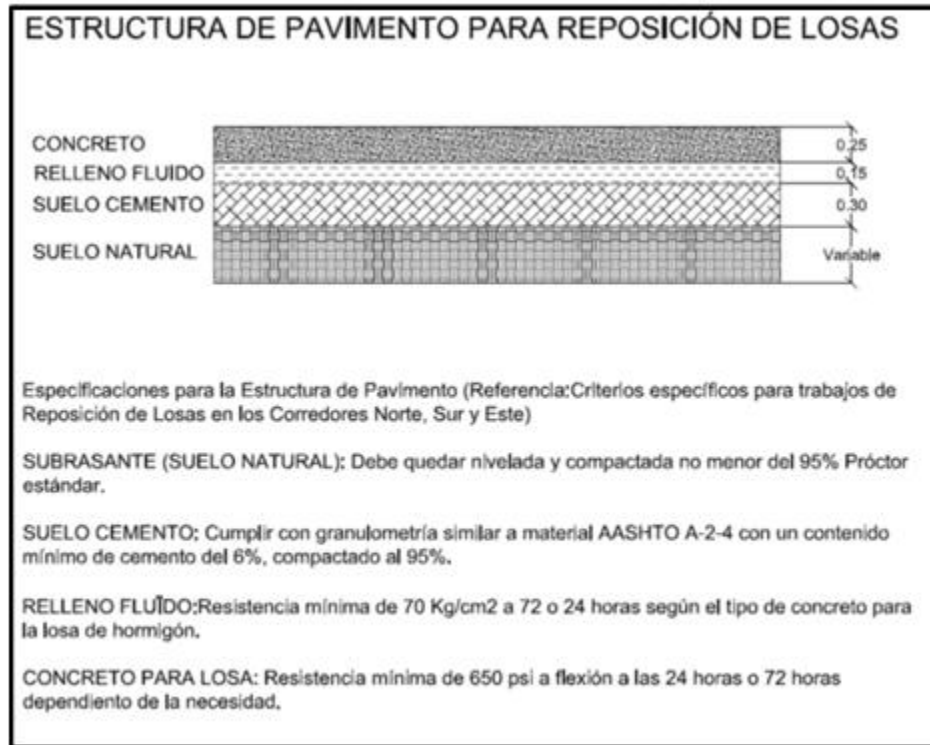 ESTRUCTURA DE PAVIMENTO PARA REPOSICIÓN DE LOSAS
CONCRETO
0.25
RELLENO FLUIDO
0.15
SUELO CEMENTO
0.30
SUELO NATURAL
Variable
Especificaciones para la Estructura de Pavimento (Referencia:Criterios específicos para trabajos de
Reposición de Losas en los Corredores Norte, Sur y Este)
SUBRASANTE (SUELO NATURAL): Debe quedar nivelada y compactada no menor del 95% Próctor
estándar.
SUELO CEMENTO: Cumplir con granulometría similar a material AASHTO A-2-4 con un contenido
mínimo de cemento del 6%, compactado al 95%.
RELLENO FLUÍDO:Resistencia mínima de 70 Kg/cm2 a 72 o 24 horas según el tipo de concreto para
la losa de hormigón.
CONCRETO PARA LOSA: Resistencia mínima de 650 psi a flexión a las 24 horas o 72 horas
dependiento de la necesidad.